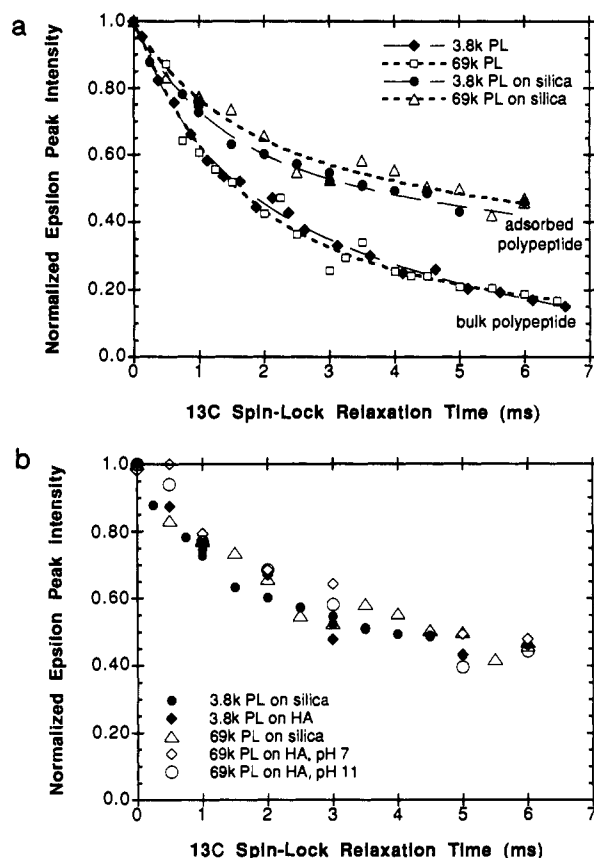 a
Normalized Epsilon Peak Intensity
1.0
0.80
0.60
0.40
0.20
0.0
3.8k PL
69k PL
3.8k PL on silica
69k PL on silica
adsorbed
polypeptide
bulk polypeptide
0 1 2 3 4 5 6 7
13C Spin-Lock Relaxation Time (ms)
b
Normalized Epsilon Peak Intensity
1.0
0.80
0.60
0.40
0.20
0.0
3.8k PL on silica
3.8k PL on HA
69k PL on silica
69k PL on HA, pH 7
69k PL on HA, pH 11
0 1 2 3 4 5 6 7
13C Spin-Lock Relaxation Time (ms)